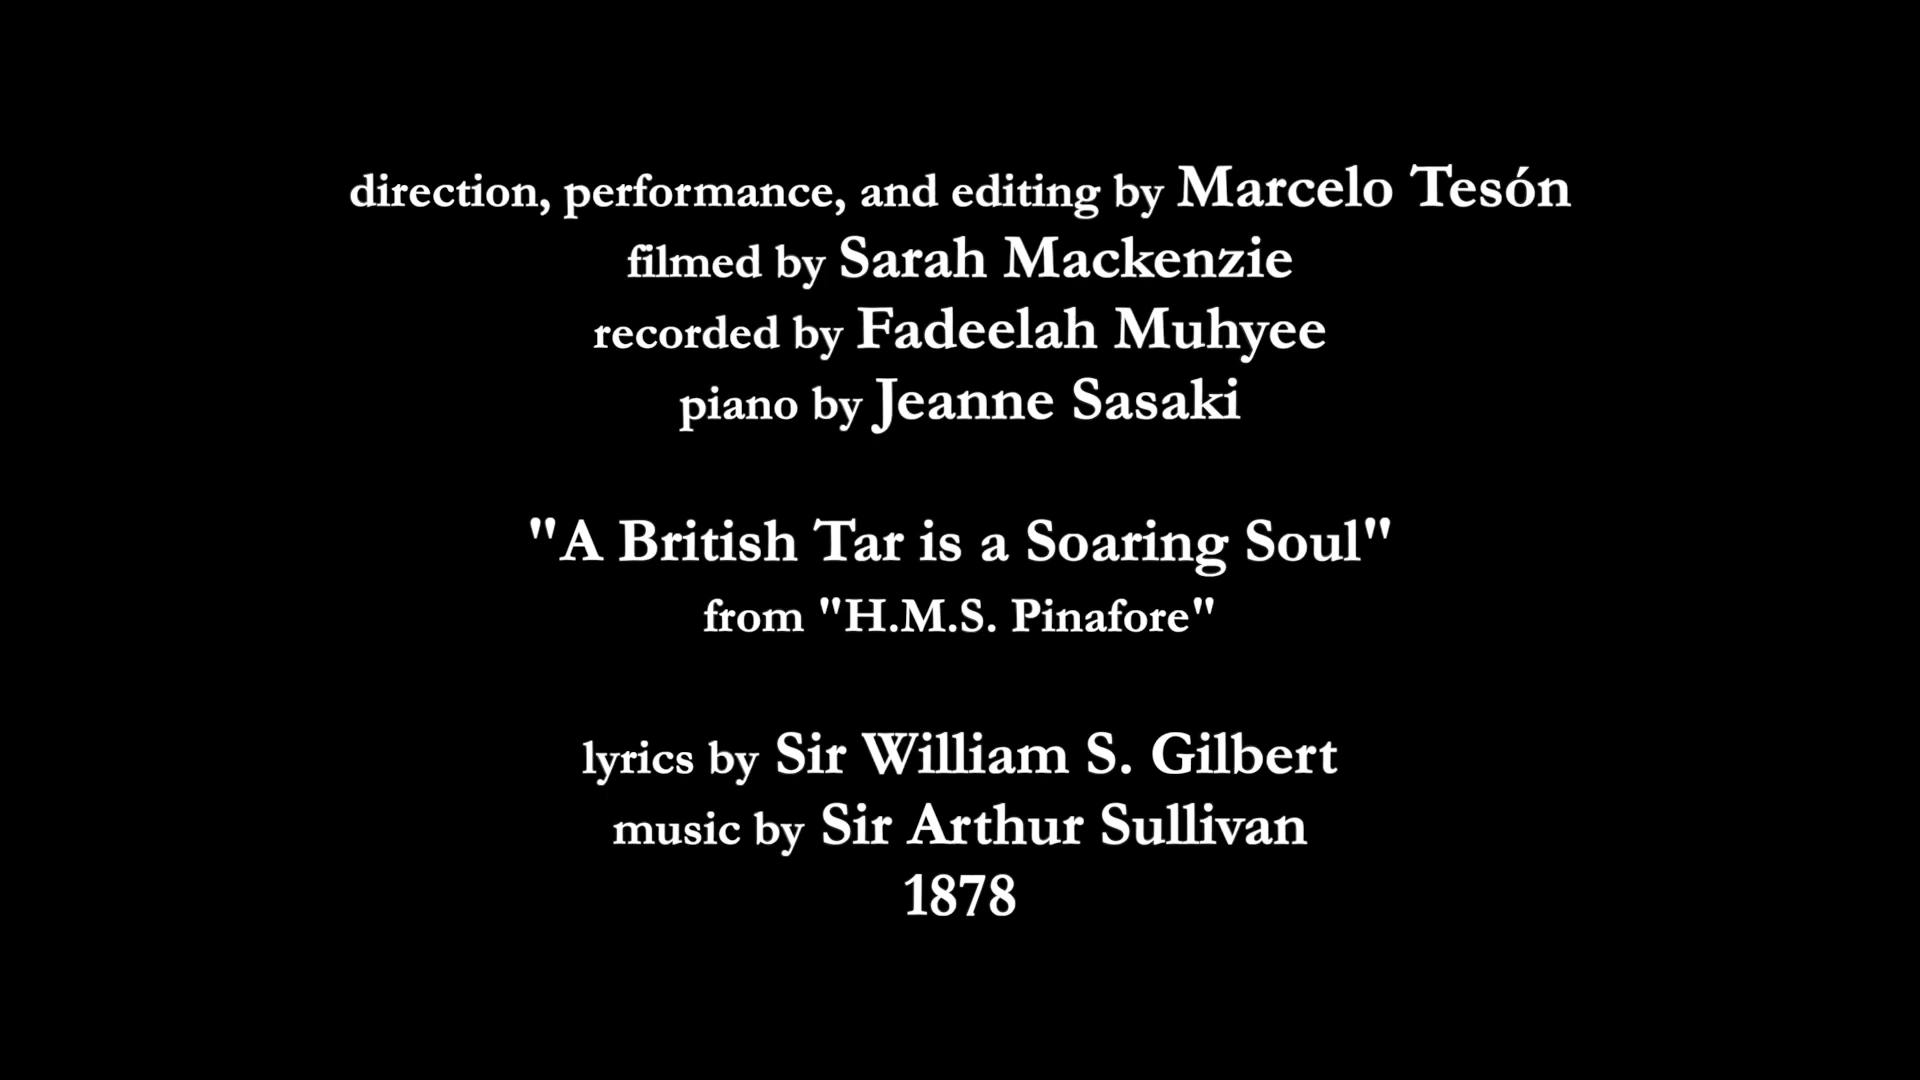 direction, performance, and editing by Marcelo Tesón
filmed by Sarah Mackenzie
recorded by Fadeelah Muhyee
piano by Jeanne Sasaki
"A British Tar is a Soaring Soul"
from "H.M.S. Pinafore"
lyrics by Sir William S. Gilbert
music by Sir Arthur Sullivan
1878